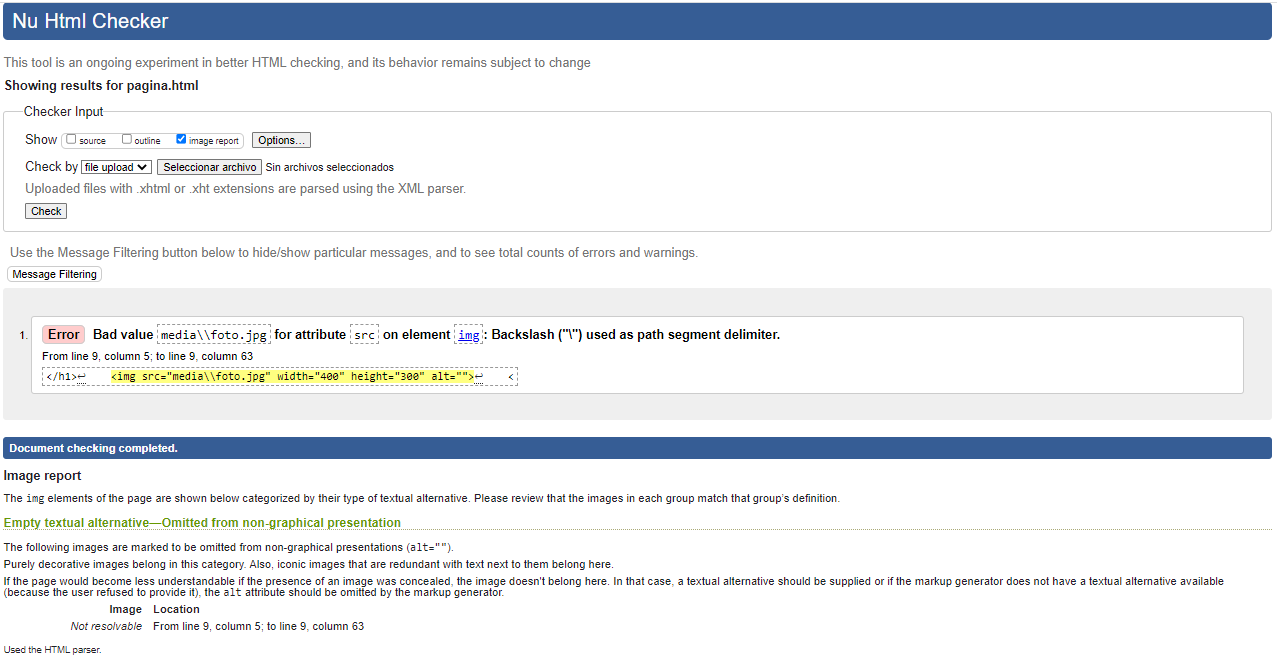 Nu Html Checker
This tool is an ongoing experiment in better HTML checking, and its behavior remains subject to change
Showing results for pagina.html
Checker Input
Show source outline image report Options...
Check by file upload Seleccionar archivo Sin archivos seleccionados
Uploaded files with .xhtml or .xht extensions are parsed using the XML parser.
Check
Use the Message Filtering button below to hide/show particular messages, and to see total counts of errors and warnings.
Message Filtering
1. Error Bad value media\\foto.jpg for attribute src on element img: Backslash ("\") used as path segment delimiter.
From line 9, column 5; to line 9, column 63
</h1>↩ <img src="media\\foto.jpg" width="400" height="300" alt="">↩ <
Document checking completed.
Image report
The img elements of the page are shown below categorized by their type of textual alternative. Please review that the images in each group match that group's definition.
Empty textual alternative—Omitted from non-graphical presentation
The following images are marked to be omitted from non-graphical presentations (alt="").
Purely decorative images belong in this category. Also, iconic images that are redundant with text next to them belong here.
If the page would become less understandable if the presence of an image was concealed, the image doesn't belong here. In that case, a textual alternative should be supplied or if the markup generator does not have a textual alternative available
(because the user refused to provide it), the alt attribute should be omitted by the markup generator.
Image Location
Not resolvable From line 9, column 5; to line 9, column 63
Used the HTML parser.